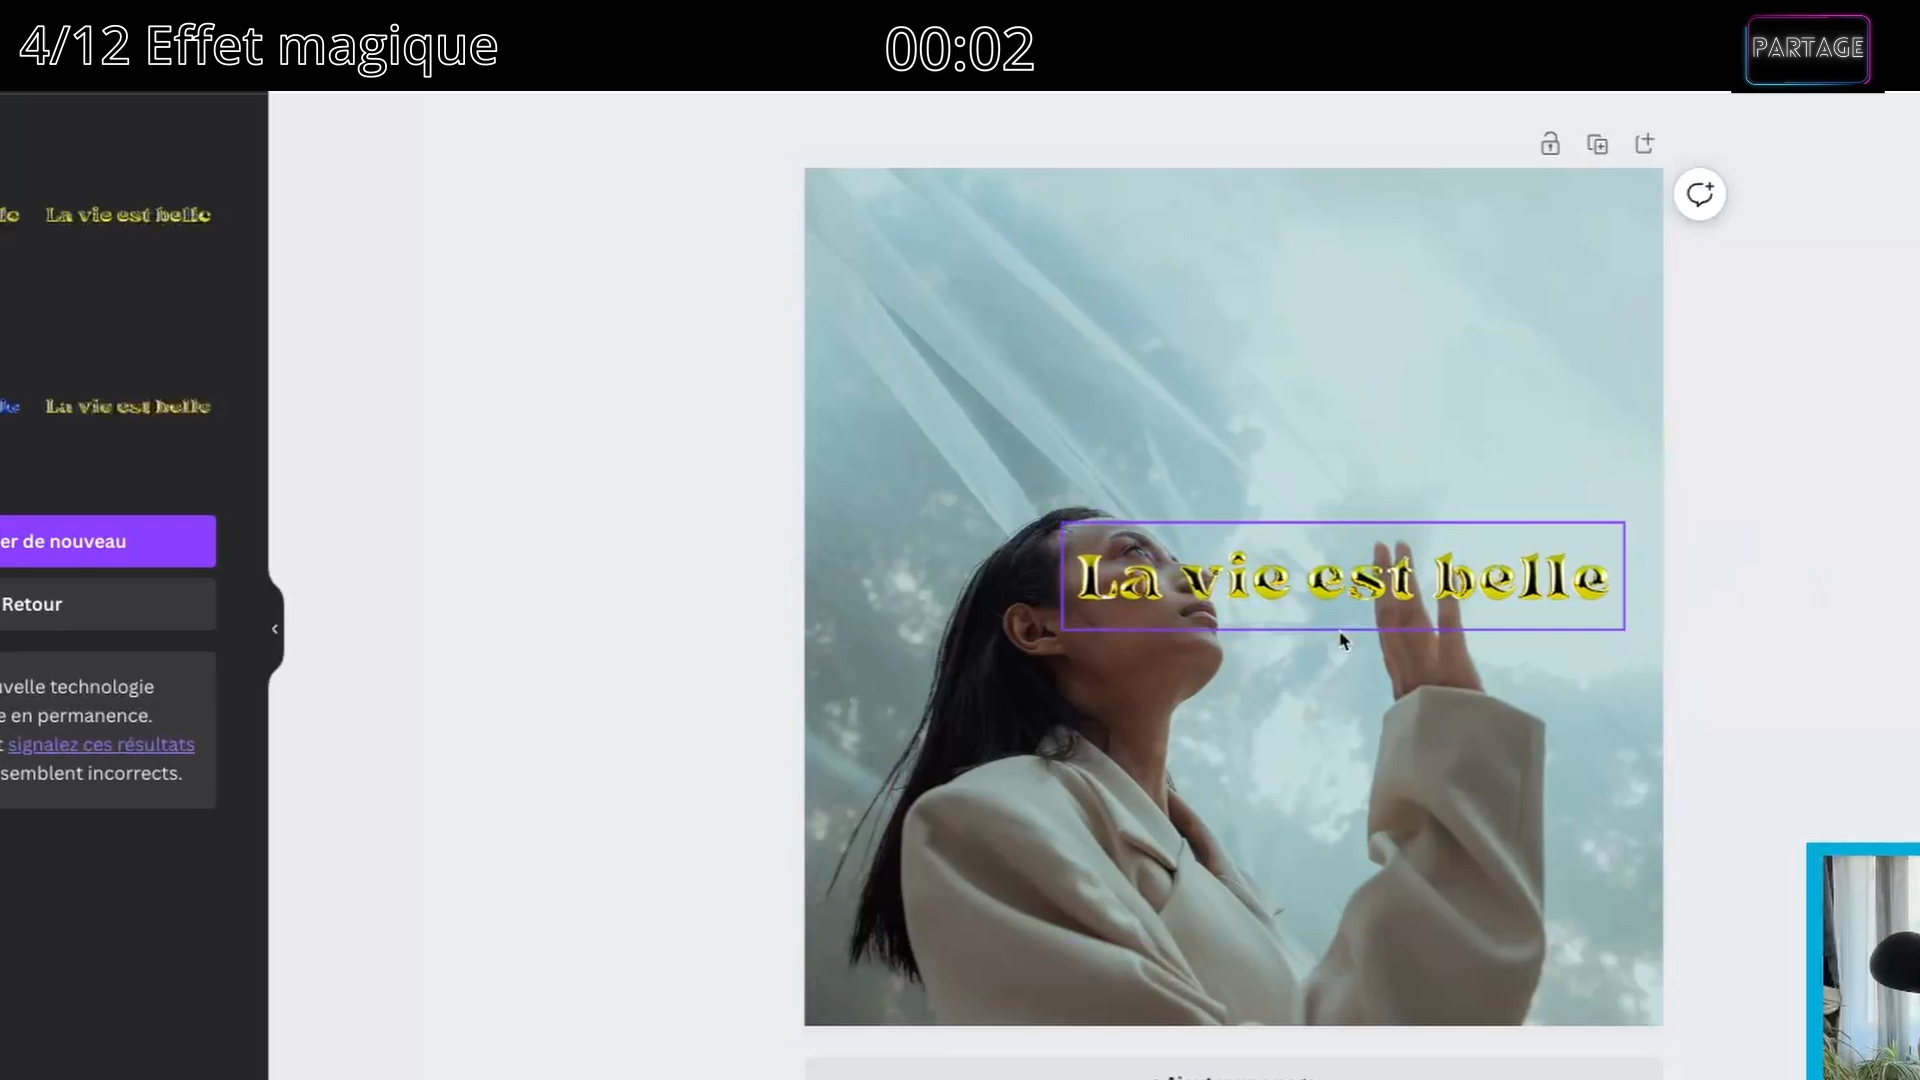 4/12 Effet magique
00:02
PARTAGE
La vie est belle
La vie est belle
er de nouveau
Retour
velle technologie
e en permanence.
signalez ces résultats
semblent incorrects.
La vie est belle